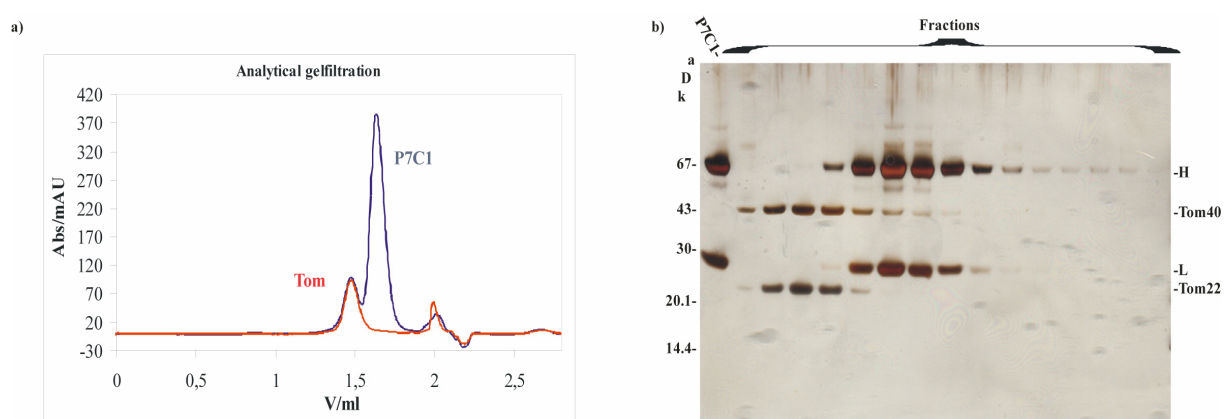 a)
Analytical gelfiltration
Abs/mAU
420
370
320
270
220
170
120
70
20
-30
P7C1
Tom
0
0,5
1
1,5
2
2,5
V/ml
b)
Fractions
P7C1-
a
D
k
67-
43-
30-
20.1-
14.4-
-H
-Tom40
-L
-Tom22